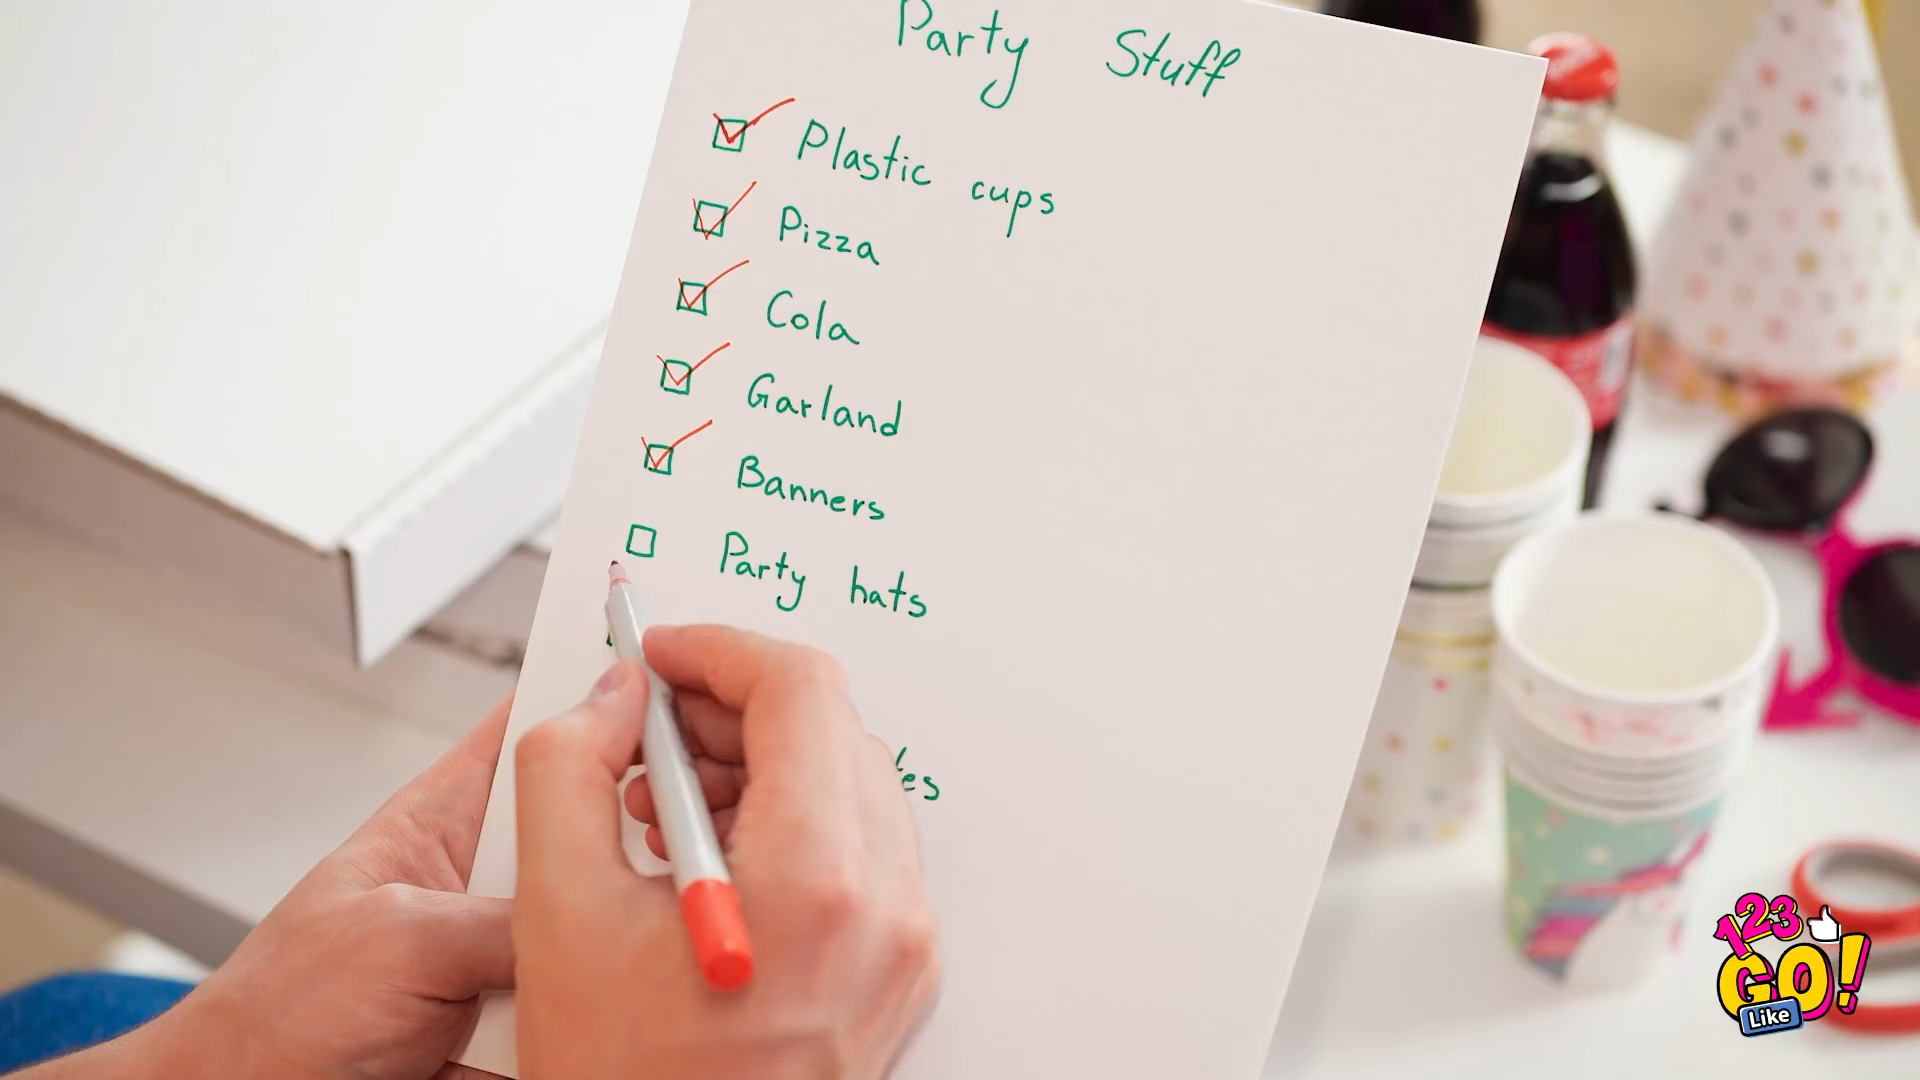 Party Stuff
Plastic cups
Pizza
Cola
Garland
Banners
Party hats
123
GO!
Like